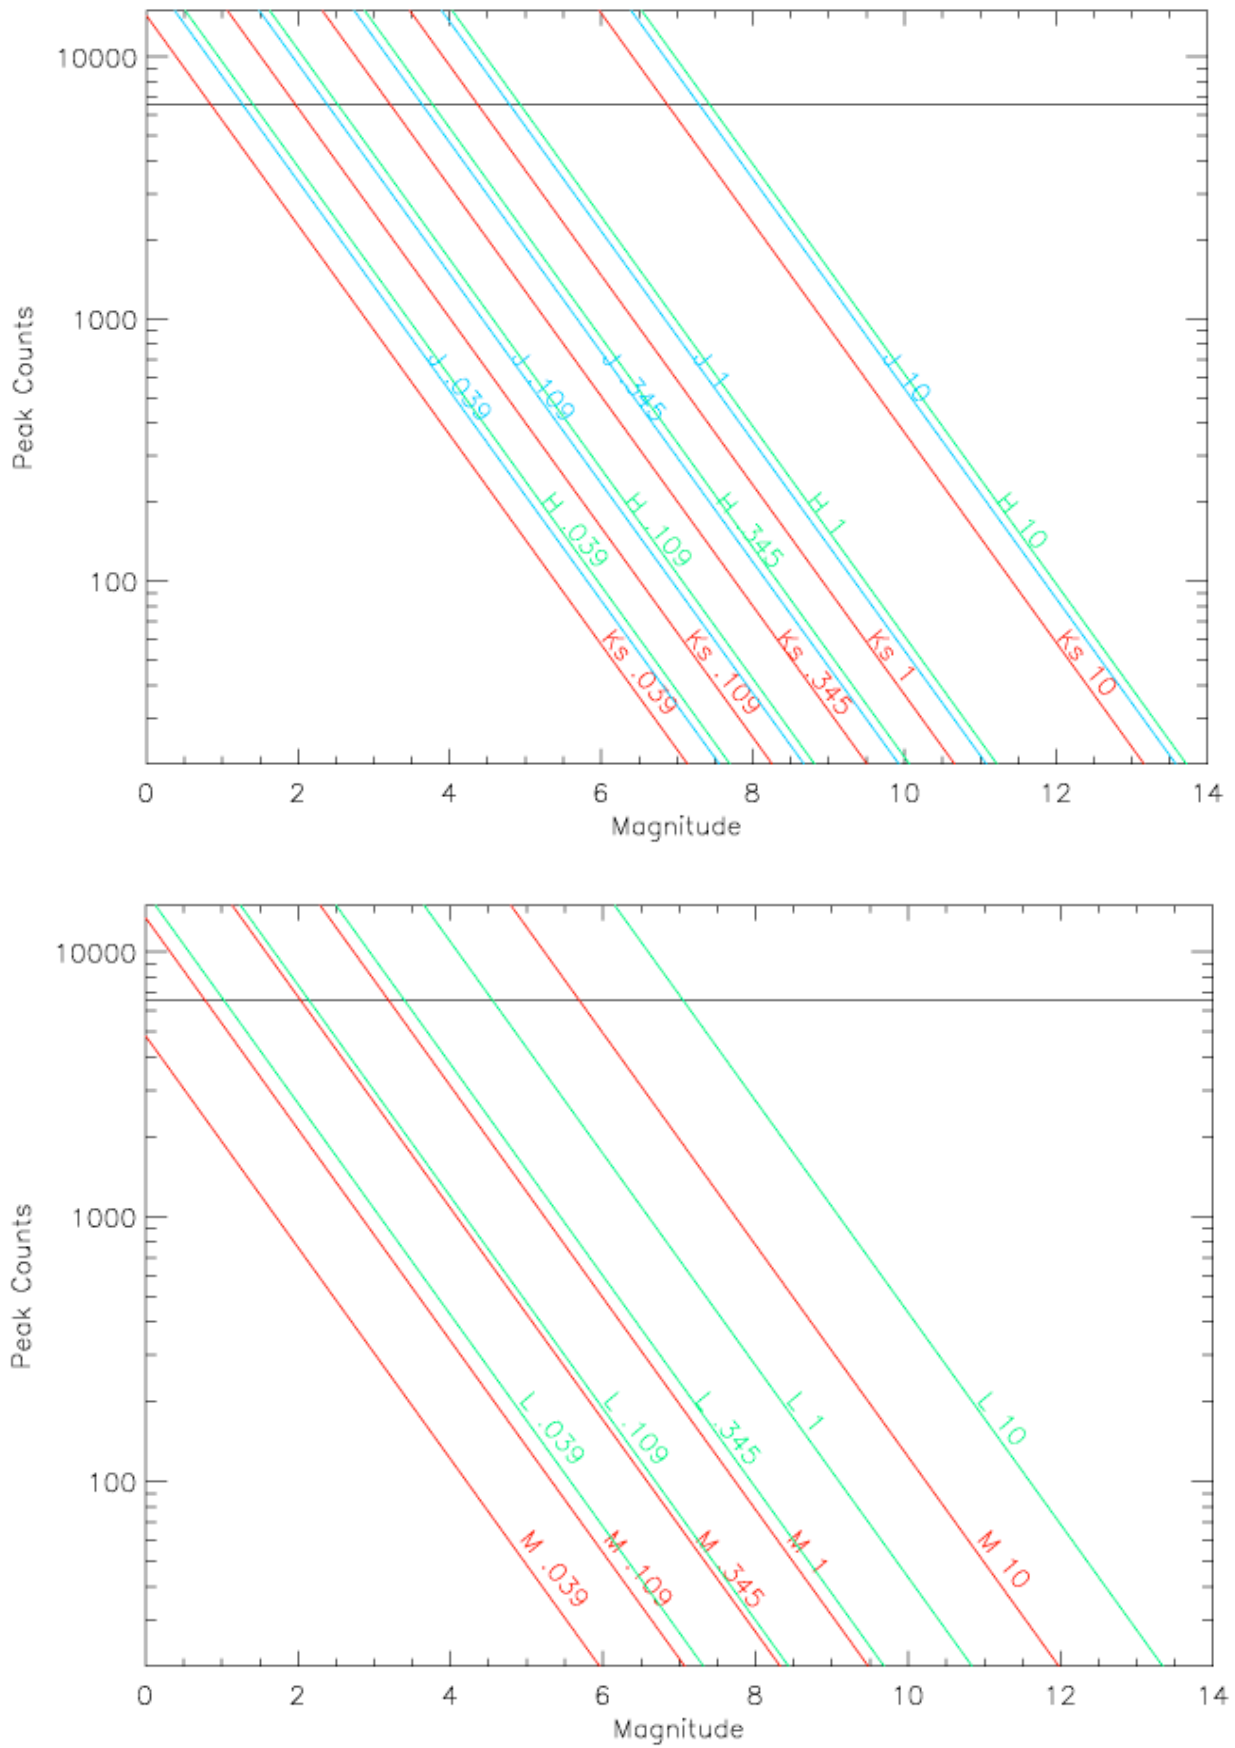 10000
1000
100
Peak Counts
J .039
J .109
J .345
J 1
J 10
H .039
H .109
H .345
H 1
H 10
Ks .039
Ks .109
Ks .345
Ks 1
Ks 10
0 2 4 6 8 10 12 14
Magnitude
10000
1000
100
Peak Counts
L .039
L .109
L .345
L 1
L 10
M .039
M .109
M .345
M 1
M 10
0 2 4 6 8 10 12 14
Magnitude